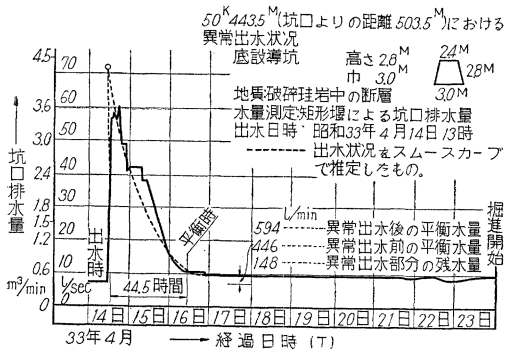 50ᴷ443.5ᴹ(坑口よりの距離503.5ᴹ)における
異常出水状況
底設導坑 高さ2.8ᴹ
巾 3.0ᴹ
2.4ᴹ
2.8ᴹ
3.0ᴹ
地質・破砕珪岩中の断層
水量測定・矩形堰による坑口排水量
出水日時・昭和33年4月14日13時
出水状況をスムースカーブ
で推定したもの。
坑口排水量
4.5 70
3.6 60
50
2.4 40
30
1.8
1.2 20
0.6 10
m³/min 0 ℓ/sec 0
出水時
44.5時間
平衡時
ℓ/min
594 異常出水後の平衡水量
446 異常出水前の平衡水量
148 異常出水部分の残水量
掘進開始
14日 15日 16日 17日 18日 19日 20日 21日 22日 23日
33年4月 経過日時(T)